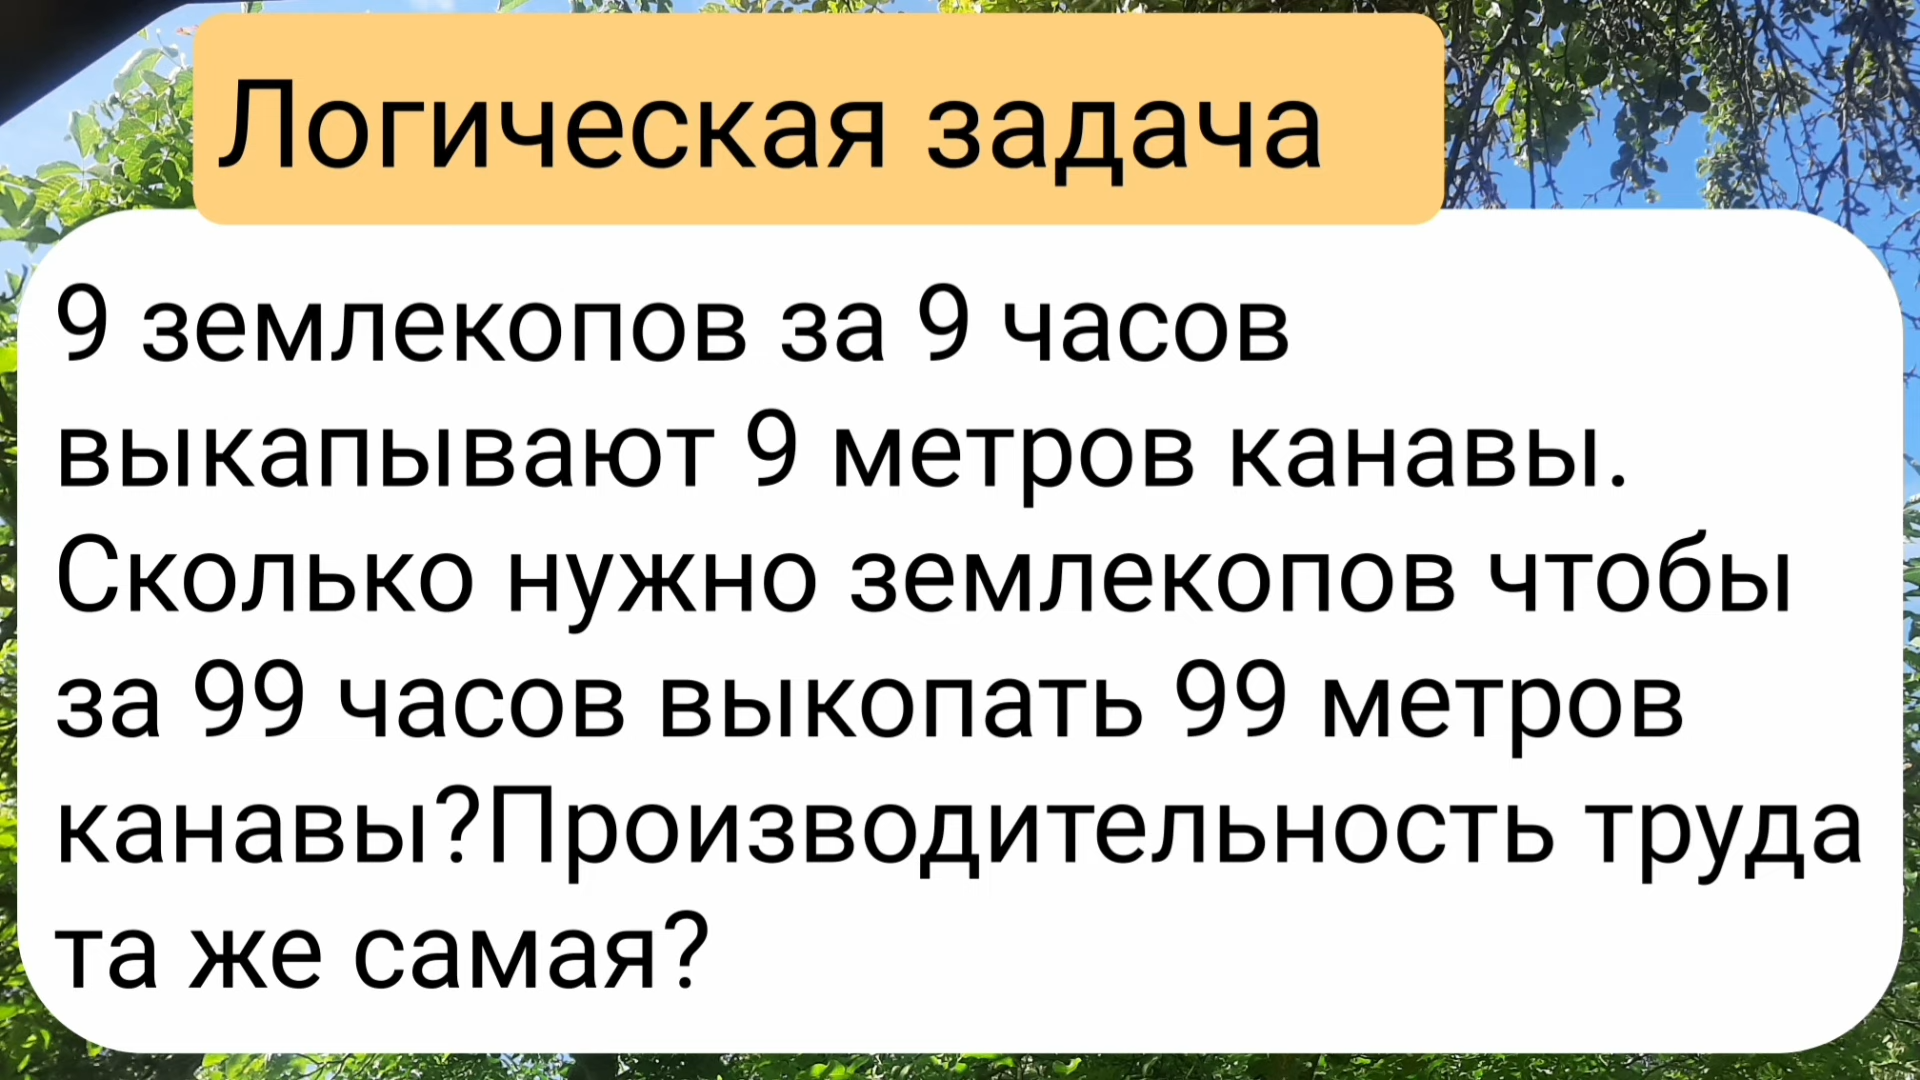 Логическая задача
9 землекопов за 9 часов
выкапывают 9 метров канавы.
Сколько нужно землекопов чтобы
за 99 часов выкопать 99 метров
канавы?Производительность труда
та же самая?